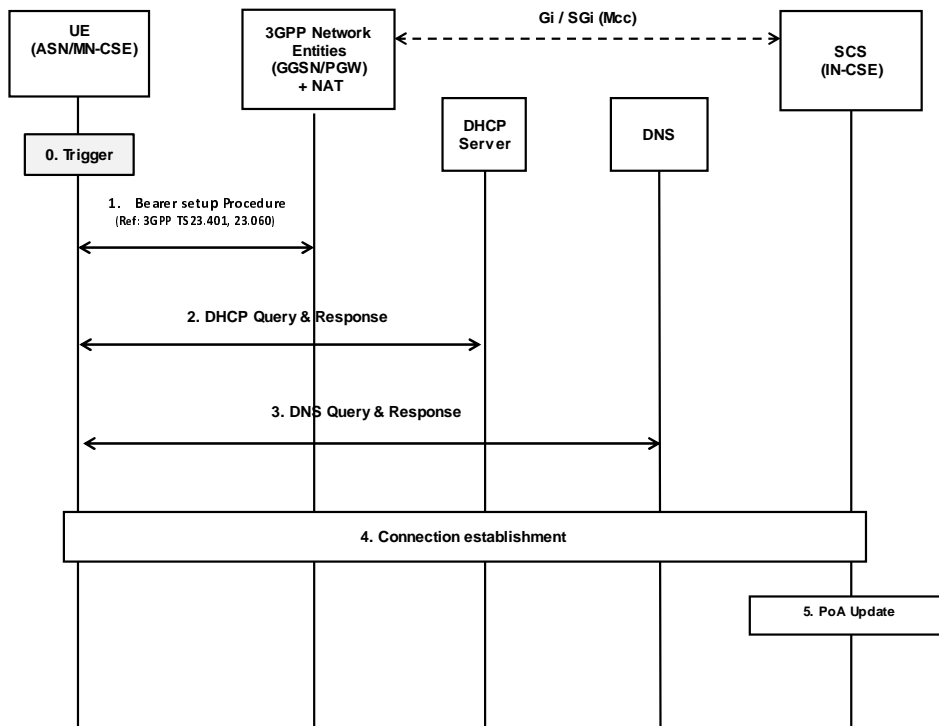 UE
(ASN/MN-CSE)
3GPP Network
Entities
(GGSN/PGW)
+ NAT
Gi / SGi (Mcc)
SCS
(IN-CSE)
DHCP
Server
DNS
0. Trigger
1. Bearer setup Procedure
(Ref: 3GPP TS23.401, 23.060)
2. DHCP Query & Response
3. DNS Query & Response
4. Connection establishment
5. PoA Update